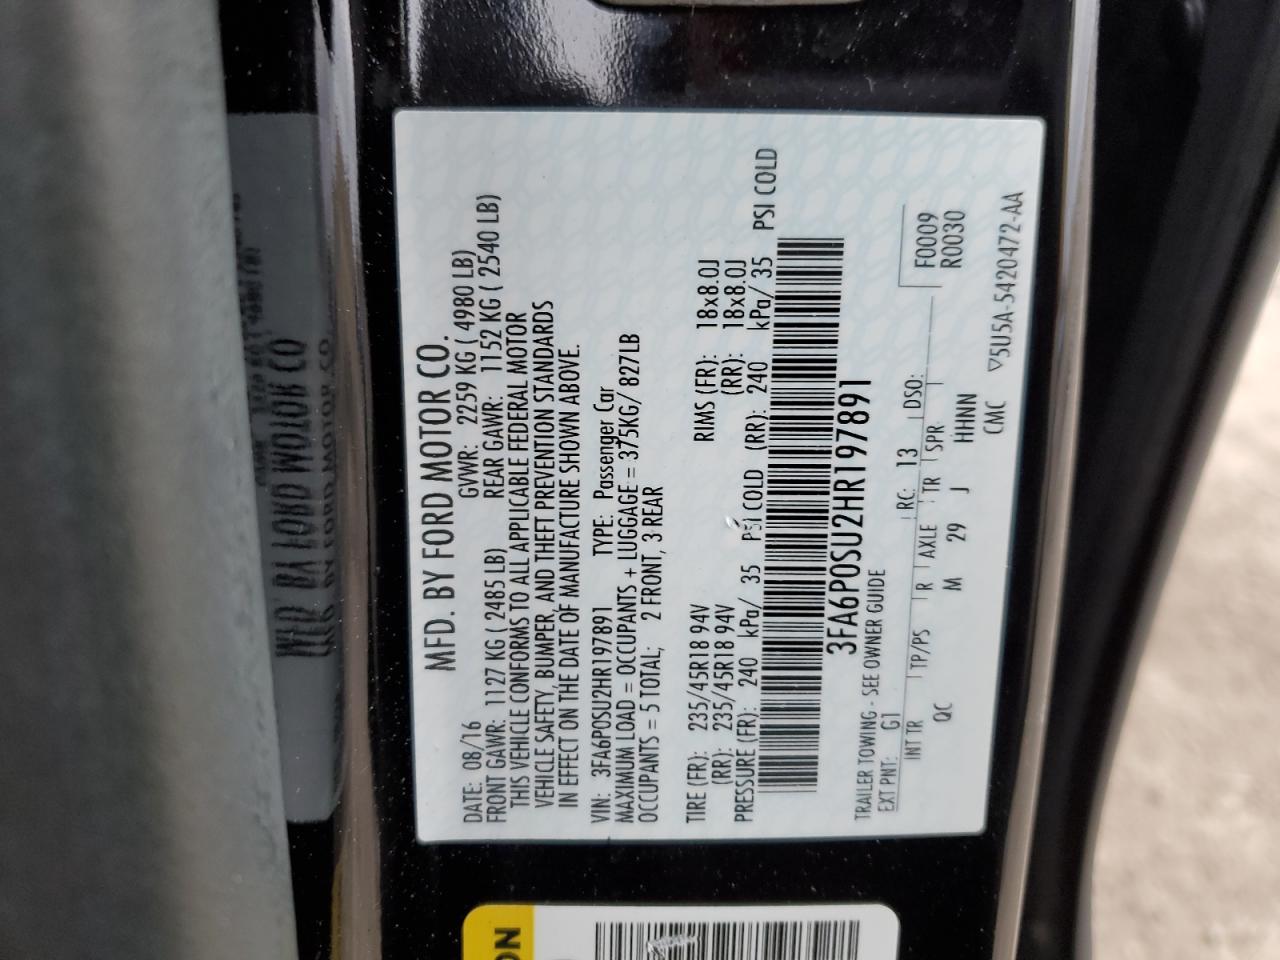 MFD. BY FORD MOTOR CO.
DATE: 08/16 GVWR: 2259 KG ( 4980 LB)
FRONT GAWR: 1127 KG ( 2485 LB) REAR GAWR: 1152 KG ( 2540 LB)
THIS VEHICLE CONFORMS TO ALL APPLICABLE FEDERAL MOTOR
VEHICLE SAFETY, BUMPER, AND THEFT PREVENTION STANDARDS
IN EFFECT ON THE DATE OF MANUFACTURE SHOWN ABOVE.
VIN: 3FA6P0SU2HR197891 TYPE: Passenger Car
MAXIMUM LOAD = OCCUPANTS + LUGGAGE = 375KG/ 827LB
OCCUPANTS = 5 TOTAL; 2 FRONT, 3 REAR
TIRE (FR): 235/45R18 94V RIMS (FR): 18x8.0J
(RR): 235/45R18 94V (RR): 18x8.0J
PRESSURE (FR): 240 kPa/ 35 PSI COLD (RR): 240 kPa/ 35 PSI COLD
3FA6P0SU2HR197891
TRAILER TOWING - SEE OWNER GUIDE
EXT PNT: G1 RC: 13 DSO: F0009
R0030
INT TR TP/PS R AXLE TR SPR
QC M 29 J HHNN
CMC
▽5U5A-5420472-AA
ON